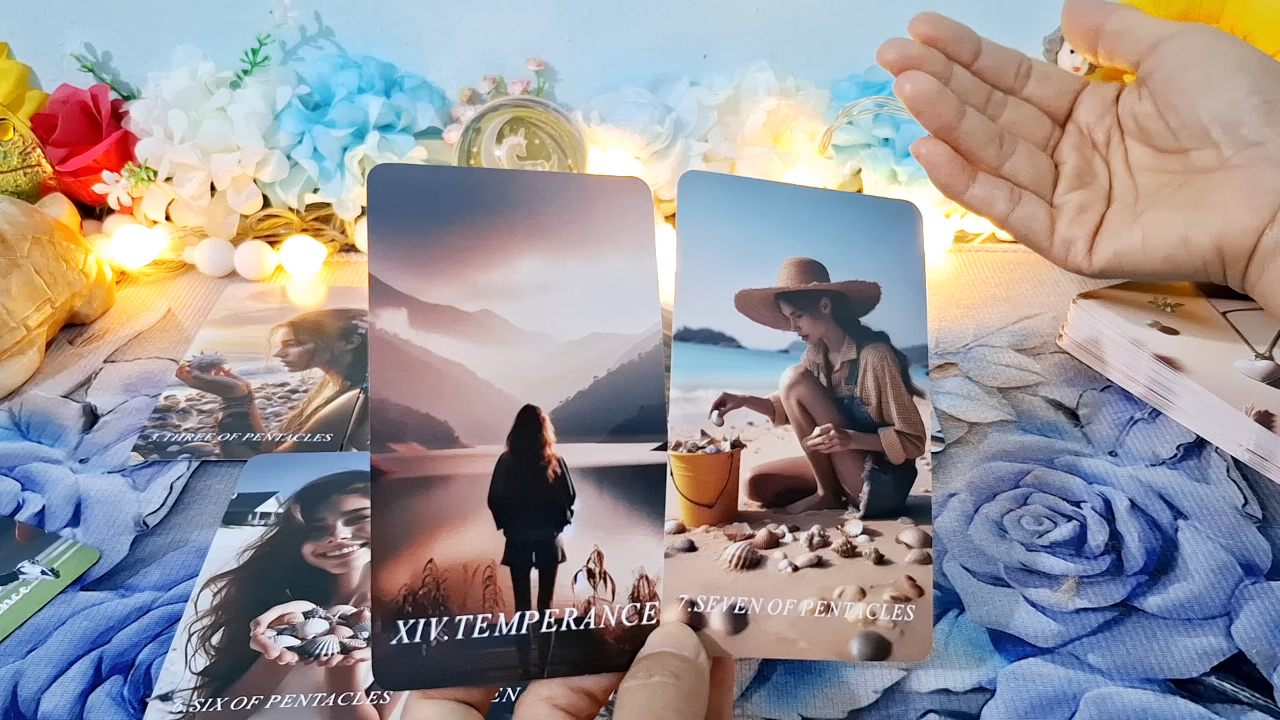 3. THREE OF PENTACLES
XIV. TEMPERANCE
7. SEVEN OF PENTACLES
6. SIX OF PENTACLES